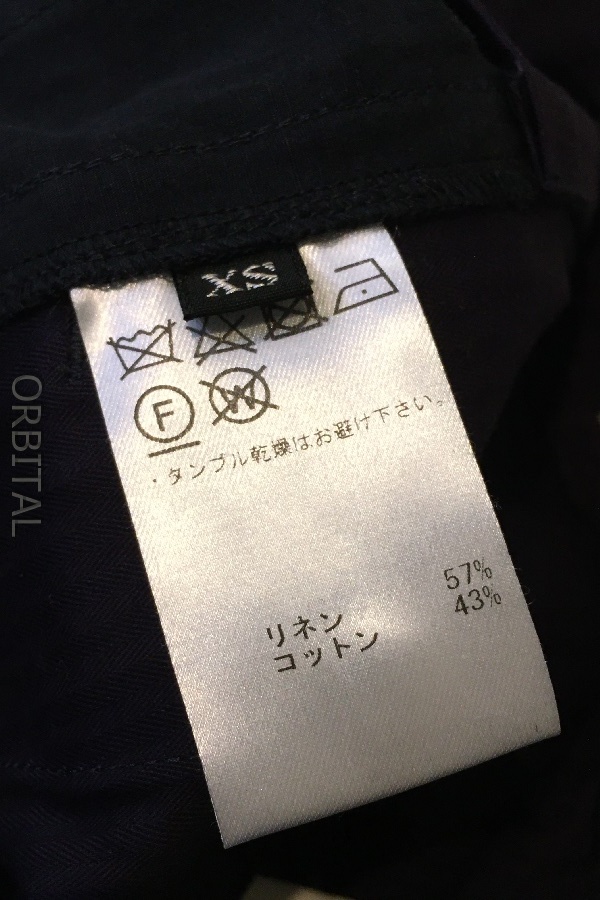 XS
F
W
・タンブル乾燥はお避け下さい。
リネン 57%
コットン 43%
ORBITAL